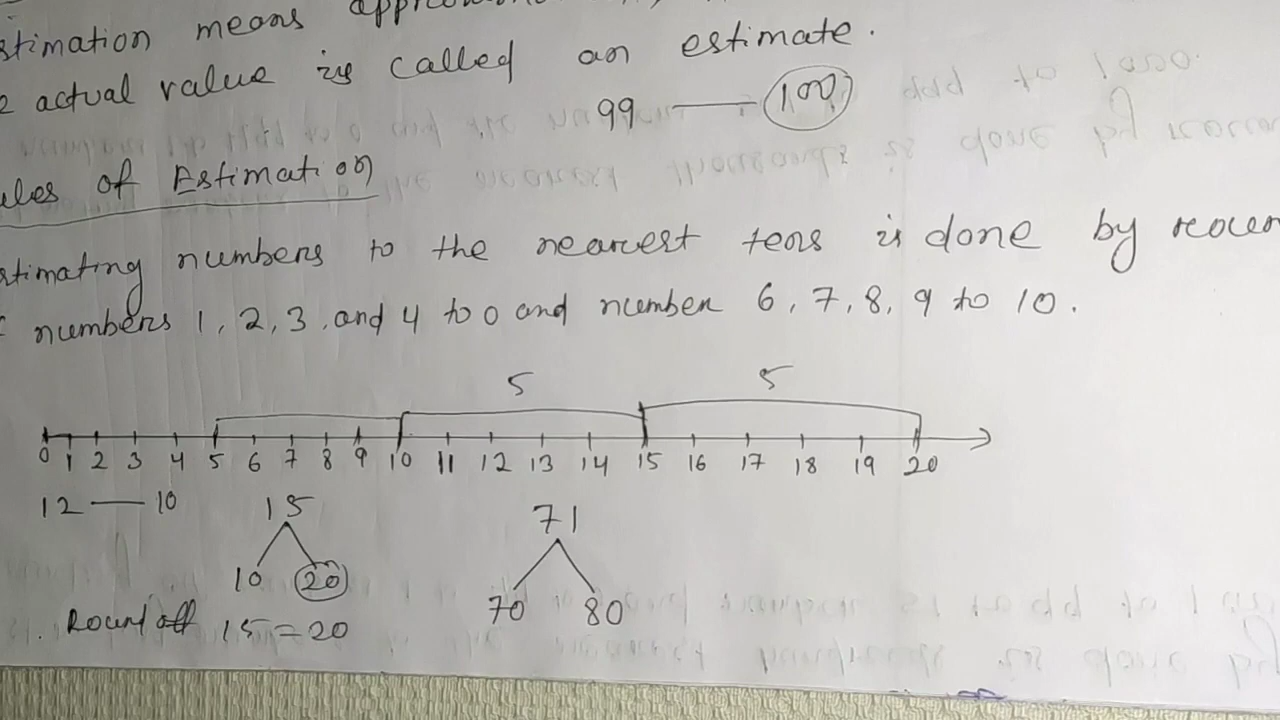 stimation means
actual value is called an estimate.
99 — 100
ules of Estimation
stimating numbers to the nearest tens is done by roun
numbers 1, 2, 3, and 4 to 0 and number 6, 7, 8, 9 to 10.
5 5
0 1 2 3 4 5 6 7 8 9 10 11 12 13 14 15 16 17 18 19 20
12 — 10 15 71
10 20 70 80
. Round off 15 = 20